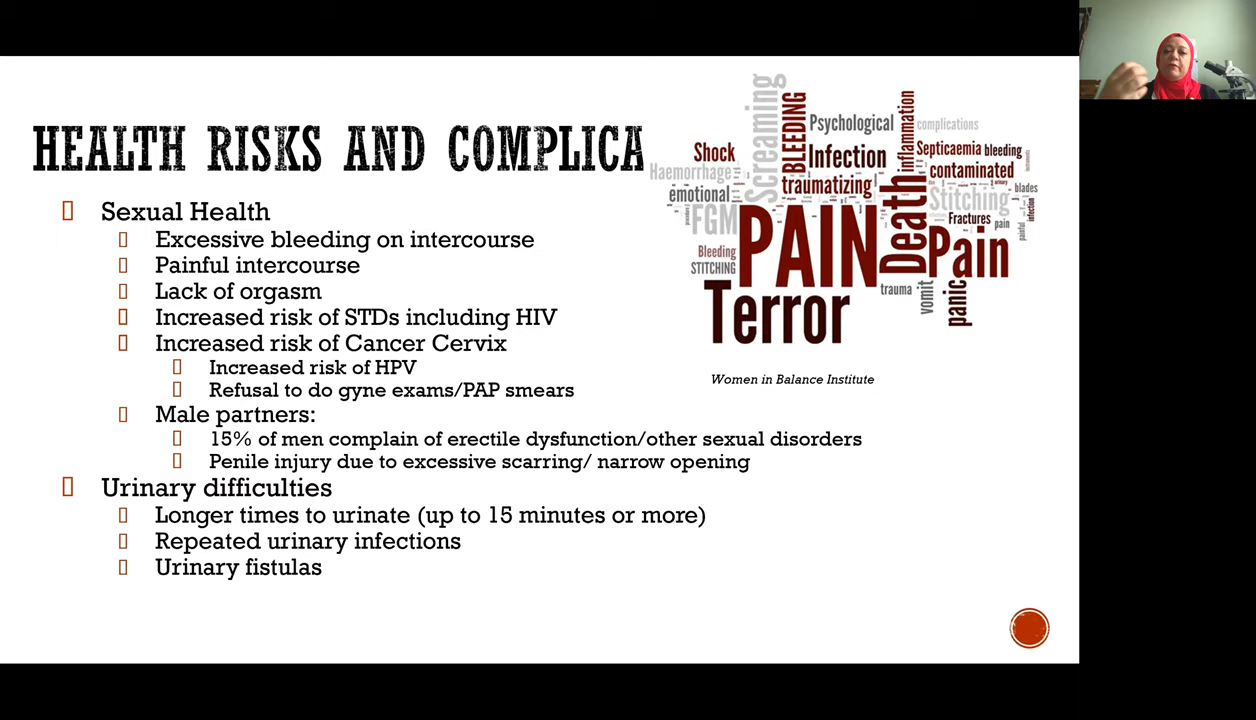 HEALTH RISKS AND COMPLICA
Sexual Health
Excessive bleeding on intercourse
Painful intercourse
Lack of orgasm
Increased risk of STDs including HIV
Increased risk of Cancer Cervix
Increased risk of HPV
Refusal to do gyne exams/PAP smears
Male partners:
15% of men complain of erectile dysfunction/other sexual disorders
Penile injury due to excessive scarring/ narrow opening
Urinary difficulties
Longer times to urinate (up to 15 minutes or more)
Repeated urinary infections
Urinary fistulas
Screaming
BLEEDING
Psychological
inflammation
complications
Shock
Infection
Septicaemia
bleeding
Haemorrhage
traumatizing
contaminated
emotional
Death
Stitching
blades
FGM
PAIN
Fractures
pain
painful
infection
Bleeding
STITCHING
Pain
Terror
trauma
vomit
panic
Women in Balance Institute